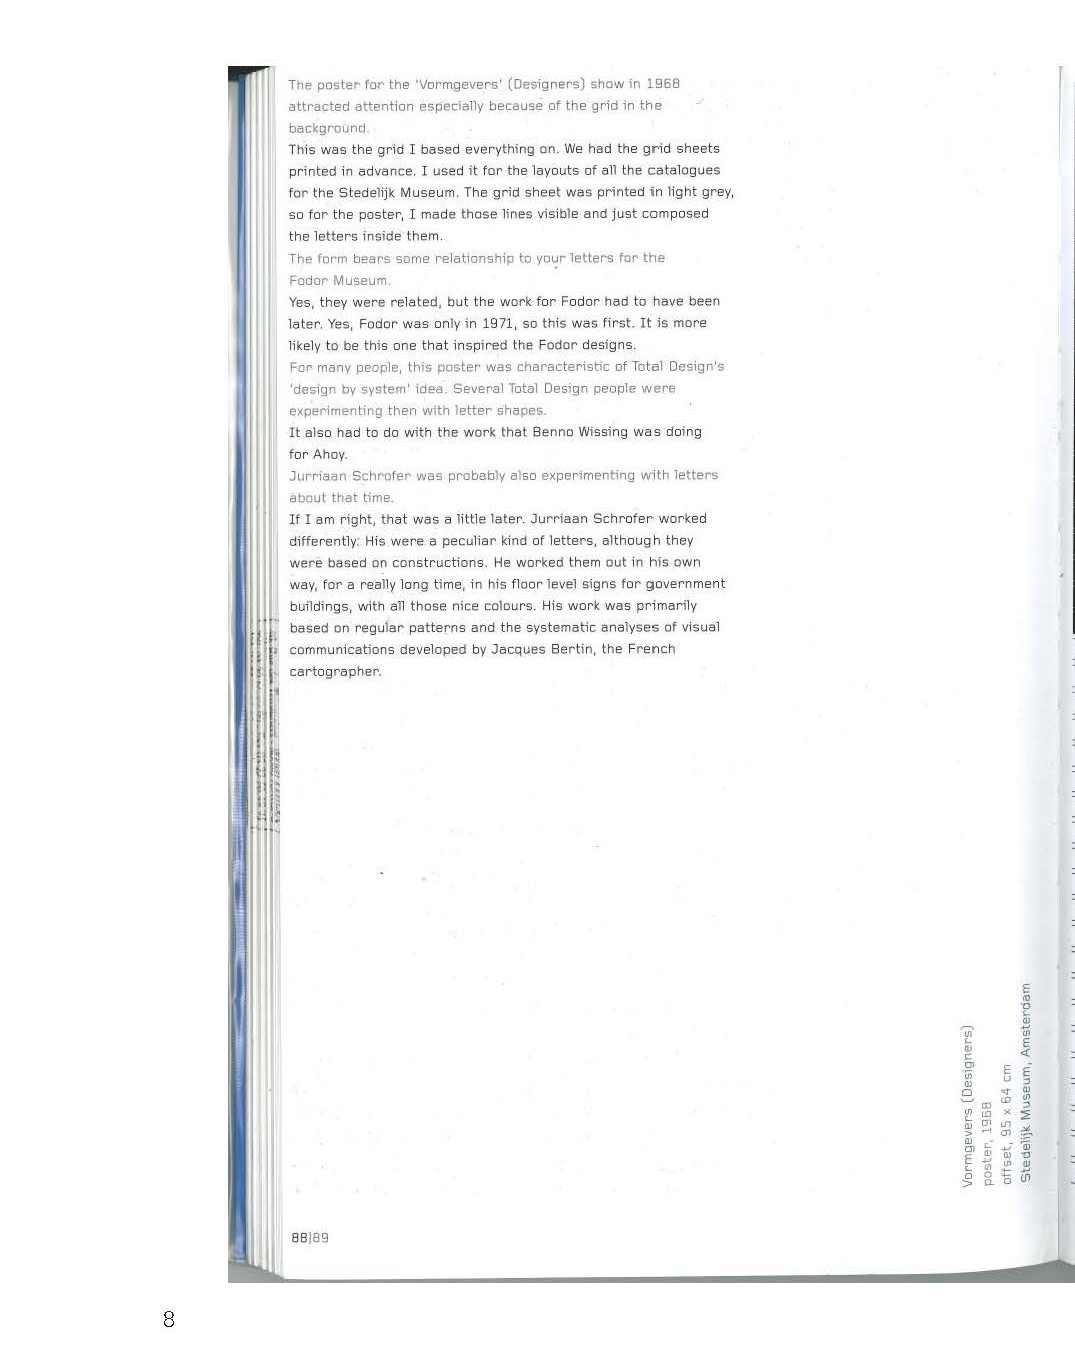 The poster for the 'Vormgevers' (Designers) show in 1968
attracted attention especially because of the grid in the
background.
This was the grid I based everything on. We had the grid sheets
printed in advance. I used it for the layouts of all the catalogues
for the Stedelijk Museum. The grid sheet was printed in light grey,
so for the poster, I made those lines visible and just composed
the letters inside them.
The form bears some relationship to your letters for the
Fodor Museum.
Yes, they were related, but the work for Fodor had to have been
later. Yes, Fodor was only in 1971, so this was first. It is more
likely to be this one that inspired the Fodor designs.
For many people, this poster was characteristic of Total Design's
'design by system' idea. Several Total Design people were
experimenting then with letter shapes.
It also had to do with the work that Benno Wissing was doing
for Ahoy.
Jurriaan Schrofer was probably also experimenting with letters
about that time.
If I am right, that was a little later. Jurriaan Schrofer worked
differently. His were a peculiar kind of letters, although they
were based on constructions. He worked them out in his own
way, for a really long time, in his floor level signs for government
buildings, with all those nice colours. His work was primarily
based on regular patterns and the systematic analyses of visual
communications developed by Jacques Bertin, the French
cartographer.
Vormgevers (Designers)
poster, 1968
offset, 95 x 64 cm
Stedelijk Museum, Amsterdam
88|89
8